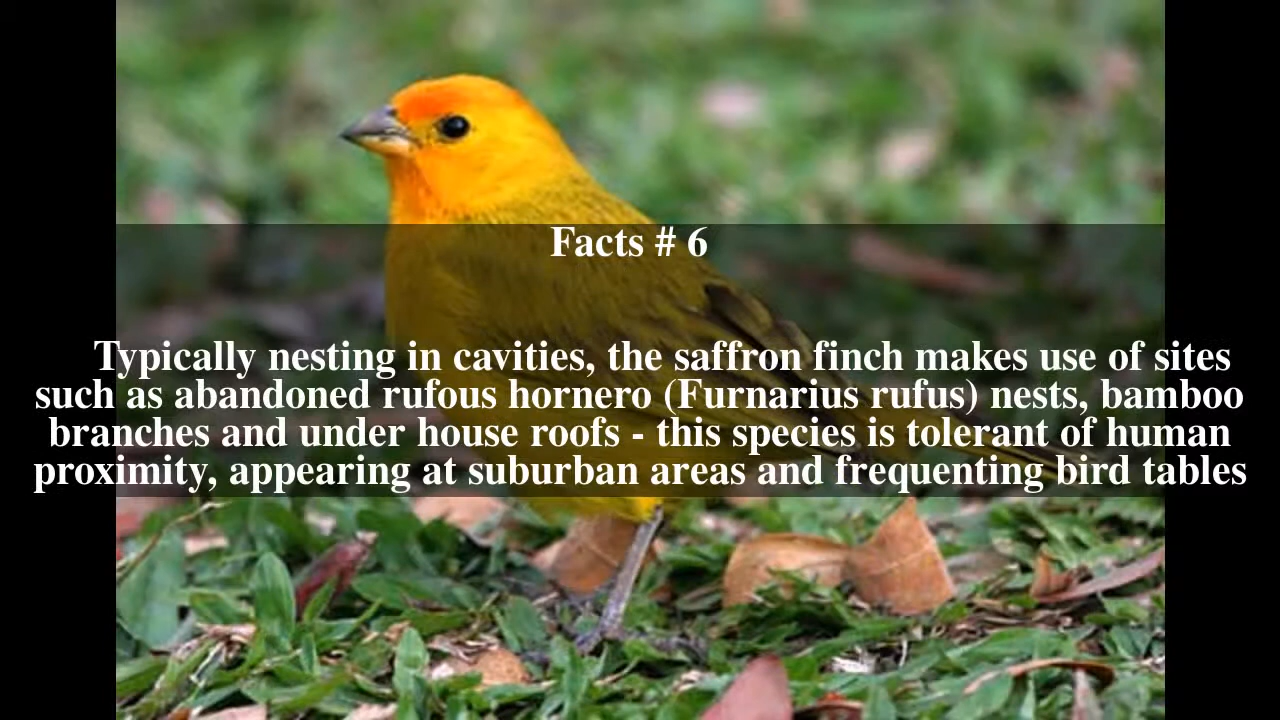 Facts # 6
Typically nesting in cavities, the saffron finch makes use of sites
such as abandoned rufous hornero (Furnarius rufus) nests, bamboo
branches and under house roofs - this species is tolerant of human
proximity, appearing at suburban areas and frequenting bird tables